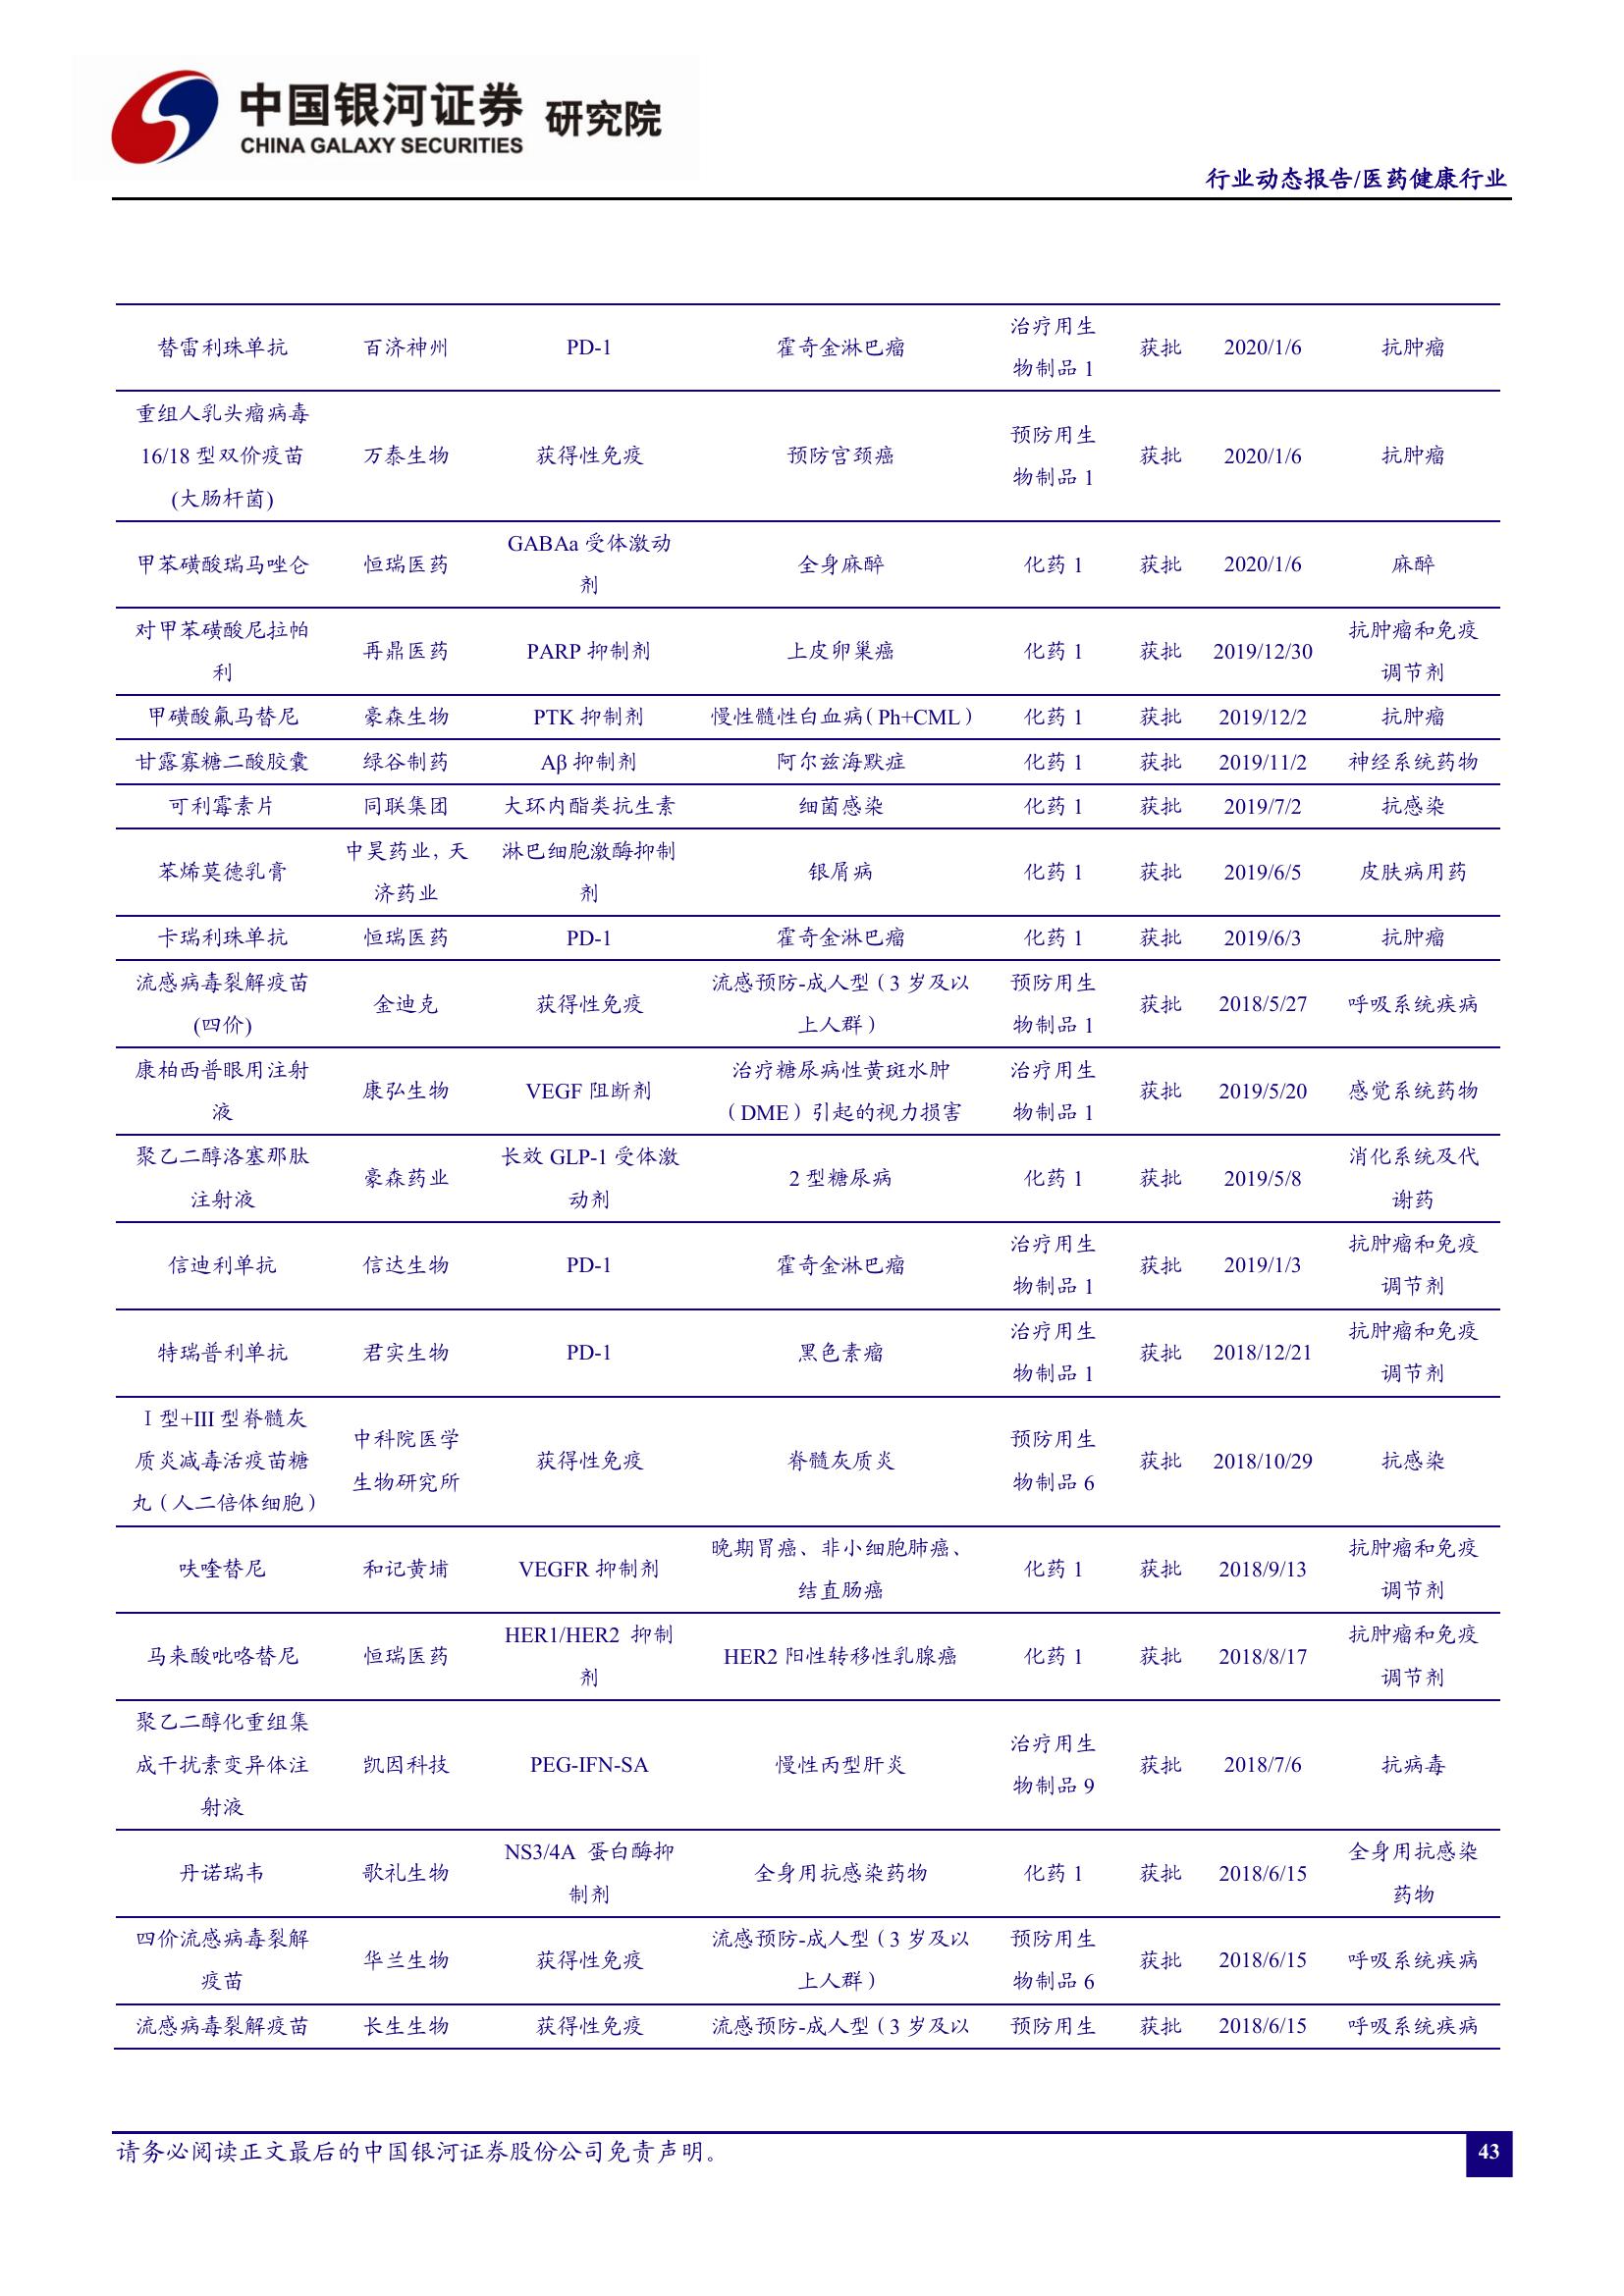 中国银河证券 研究院
CHINA GALAXY SECURITIES
行业动态报告/医药健康行业
替雷利珠单抗 百济神州 PD-1 霍奇金淋巴瘤 治疗用生物制品 1 获批 2020/1/6 抗肿瘤
重组人乳头瘤病毒16/18 型双价疫苗(大肠杆菌) 万泰生物 获得性免疫 预防宫颈癌 预防用生物制品 1 获批 2020/1/6 抗肿瘤
甲苯磺酸瑞马唑仑 恒瑞医药 GABAa 受体激动剂 全身麻醉 化药 1 获批 2020/1/6 麻醉
对甲苯磺酸尼拉帕利 再鼎医药 PARP 抑制剂 上皮卵巢癌 化药 1 获批 2019/12/30 抗肿瘤和免疫调节剂
甲磺酸氟马替尼 豪森生物 PTK 抑制剂 慢性髓性白血病（Ph+CML） 化药 1 获批 2019/12/2 抗肿瘤
甘露寡糖二酸胶囊 绿谷制药 Aβ 抑制剂 阿尔兹海默症 化药 1 获批 2019/11/2 神经系统药物
可利霉素片 同联集团 大环内酯类抗生素 细菌感染 化药 1 获批 2019/7/2 抗感染
苯烯莫德乳膏 中昊药业，天济药业 淋巴细胞激酶抑制剂 银屑病 化药 1 获批 2019/6/5 皮肤病用药
卡瑞利珠单抗 恒瑞医药 PD-1 霍奇金淋巴瘤 化药 1 获批 2019/6/3 抗肿瘤
流感病毒裂解疫苗(四价) 金迪克 获得性免疫 流感预防-成人型（3 岁及以上人群） 预防用生物制品 1 获批 2018/5/27 呼吸系统疾病
康柏西普眼用注射液 康弘生物 VEGF 阻断剂 治疗糖尿病性黄斑水肿（DME）引起的视力损害 治疗用生物制品 1 获批 2019/5/20 感觉系统药物
聚乙二醇洛塞那肽注射液 豪森药业 长效 GLP-1 受体激动剂 2 型糖尿病 化药 1 获批 2019/5/8 消化系统及代谢药
信迪利单抗 信达生物 PD-1 霍奇金淋巴瘤 治疗用生物制品 1 获批 2019/1/3 抗肿瘤和免疫调节剂
特瑞普利单抗 君实生物 PD-1 黑色素瘤 治疗用生物制品 1 获批 2018/12/21 抗肿瘤和免疫调节剂
Ⅰ型+III 型脊髓灰质炎减毒活疫苗糖丸（人二倍体细胞） 中科院医学生物研究所 获得性免疫 脊髓灰质炎 预防用生物制品 6 获批 2018/10/29 抗感染
呋喹替尼 和记黄埔 VEGFR 抑制剂 晚期胃癌、非小细胞肺癌、结直肠癌 化药 1 获批 2018/9/13 抗肿瘤和免疫调节剂
马来酸吡咯替尼 恒瑞医药 HER1/HER2 抑制剂 HER2 阳性转移性乳腺癌 化药 1 获批 2018/8/17 抗肿瘤和免疫调节剂
聚乙二醇化重组集成干扰素变异体注射液 凯因科技 PEG-IFN-SA 慢性丙型肝炎 治疗用生物制品 9 获批 2018/7/6 抗病毒
丹诺瑞韦 歌礼生物 NS3/4A 蛋白酶抑制剂 全身用抗感染药物 化药 1 获批 2018/6/15 全身用抗感染药物
四价流感病毒裂解疫苗 华兰生物 获得性免疫 流感预防-成人型（3 岁及以上人群） 预防用生物制品 6 获批 2018/6/15 呼吸系统疾病
流感病毒裂解疫苗 长生生物 获得性免疫 流感预防-成人型（3 岁及以 预防用生 获批 2018/6/15 呼吸系统疾病
请务必阅读正文最后的中国银河证券股份公司免责声明。
43